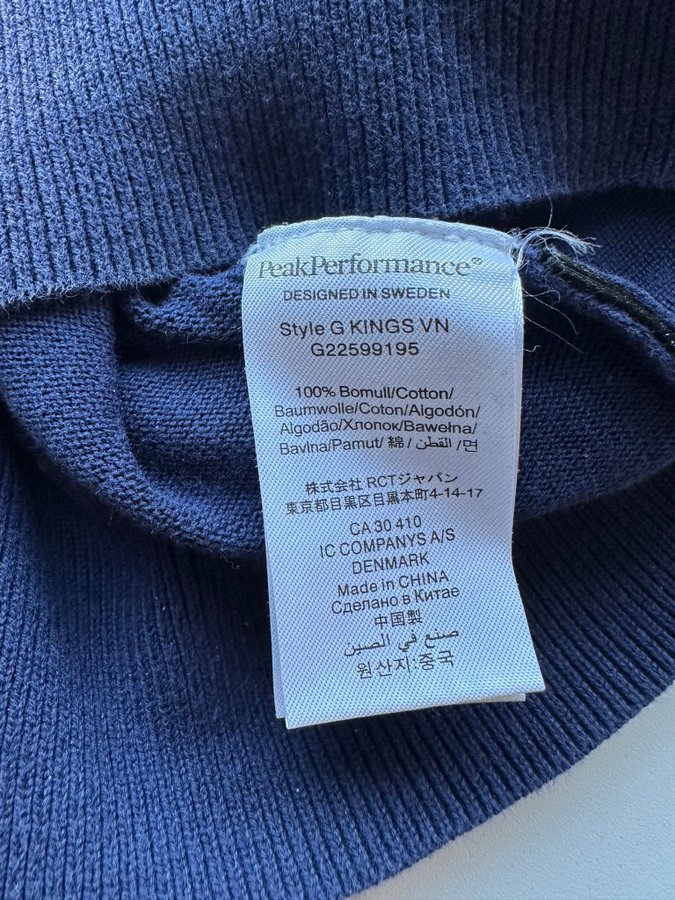 PeakPerformance®
DESIGNED IN SWEDEN
Style G KINGS VN
G22599195
100% Bomull/Cotton/
Baumwolle/Coton/Algodón/
Algodão/Хлопок/Bawełna/
Bavlna/Pamut/ 綿 / القطن /면
株式会社 RCTジャパン
東京都目黒区目黒本町4-14-17
CA 30 410
IC COMPANYS A/S
DENMARK
Made in CHINA
Сделано в Китае
中国製
صنع في الصين
원산지:중국